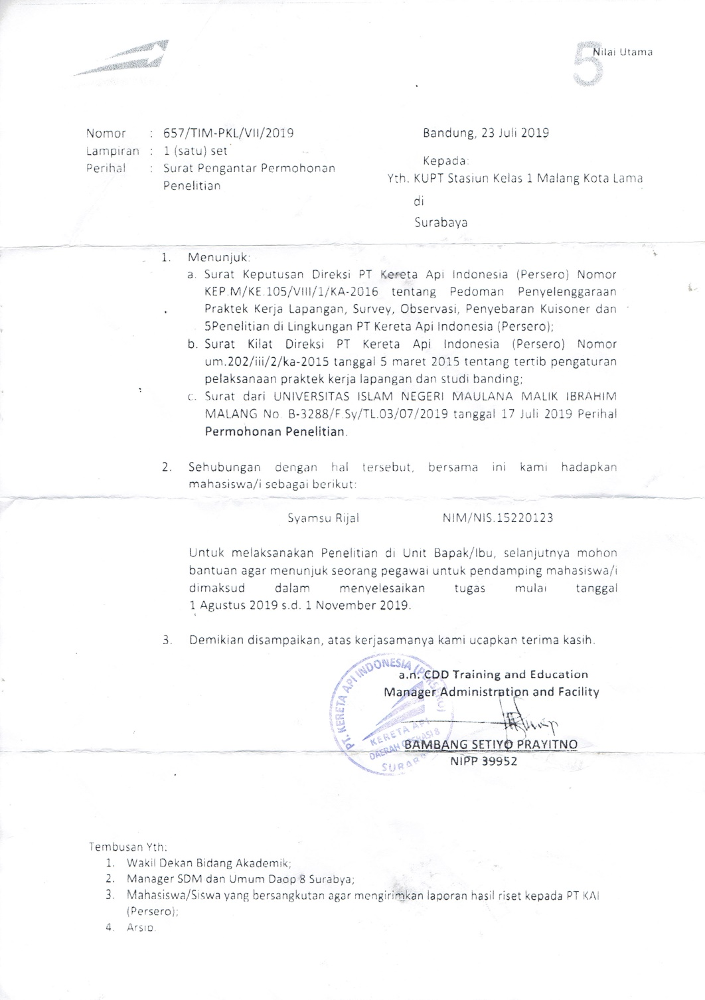 5 Nilai Utama
Nomor : 657/TIM-PKL/VII/2019
Lampiran : 1 (satu) set
Perihal : Surat Pengantar Permohonan
Penelitian
Bandung, 23 Juli 2019
Kepada:
Yth. KUPT Stasiun Kelas 1 Malang Kota Lama
di
Surabaya
1. Menunjuk:
a. Surat Keputusan Direksi PT Kereta Api Indonesia (Persero) Nomor
KEP.M/KE.105/VIII/1/KA-2016 tentang Pedoman Penyelenggaraan
Praktek Kerja Lapangan, Survey, Observasi, Penyebaran Kuisoner dan
5Penelitian di Lingkungan PT Kereta Api Indonesia (Persero);
b. Surat Kilat Direksi PT Kereta Api Indonesia (Persero) Nomor
um.202/iii/2/ka-2015 tanggal 5 maret 2015 tentang tertib pengaturan
pelaksanaan praktek kerja lapangan dan studi banding;
c. Surat dari UNIVERSITAS ISLAM NEGERI MAULANA MALIK IBRAHIM
MALANG No. B-3288/F.Sy/TL.03/07/2019 tanggal 17 Juli 2019 Perihal
Permohonan Penelitian.
2. Sehubungan dengan hal tersebut, bersama ini kami hadapkan
mahasiswa/i sebagai berikut:
Syamsu Rijal NIM/NIS.15220123
Untuk melaksanakan Penelitian di Unit Bapak/Ibu, selanjutnya mohon
bantuan agar menunjuk seorang pegawai untuk pendamping mahasiswa/i
dimaksud dalam menyelesaikan tugas mulai tanggal
1 Agustus 2019 s.d. 1 November 2019.
3. Demikian disampaikan, atas kerjasamanya kami ucapkan terima kasih.
a.n. CDD Training and Education
Manager Administration and Facility
PT. KERETA API INDONESIA (PERSERO)
KERETA API
DAERAH OPERASI 8
BAMBANG SETIYO PRAYITNO
NIPP 39952
Tembusan Yth:
1. Wakil Dekan Bidang Akademik;
2. Manager SDM dan Umum Daop 8 Surabya;
3. Mahasiswa/Siswa yang bersangkutan agar mengirimkan laporan hasil riset kepada PT KAI
(Persero);
4. Arsip.